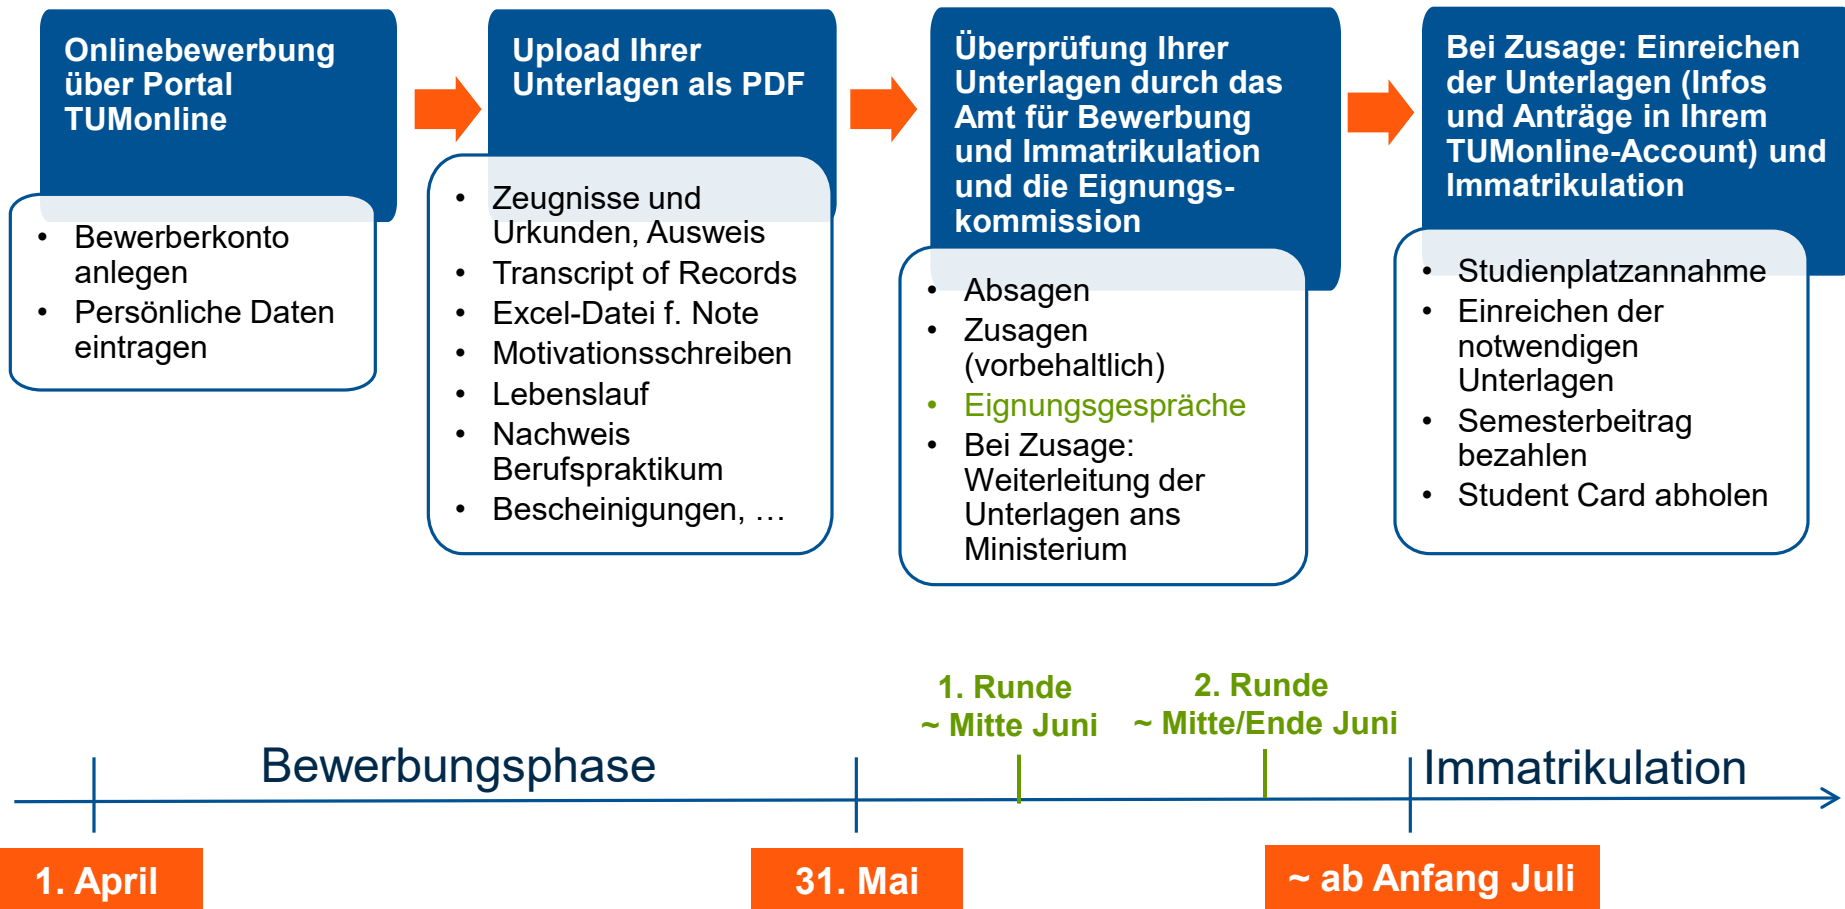 Onlinebewerbung
über Portal
TUMonline
• Bewerberkonto
anlegen
• Persönliche Daten
eintragen
Upload Ihrer
Unterlagen als PDF
• Zeugnisse und
Urkunden, Ausweis
• Transcript of Records
• Excel-Datei f. Note
• Motivationsschreiben
• Lebenslauf
• Nachweis
Berufspraktikum
• Bescheinigungen, …
Überprüfung Ihrer
Unterlagen durch das
Amt für Bewerbung
und Immatrikulation
und die Eignungs-
kommission
• Absagen
• Zusagen
(vorbehaltlich)
• Eignungsgespräche
• Bei Zusage:
Weiterleitung der
Unterlagen ans
Ministerium
Bei Zusage: Einreichen
der Unterlagen (Infos
und Anträge in Ihrem
TUMonline-Account) und
Immatrikulation
• Studienplatzannahme
• Einreichen der
notwendigen
Unterlagen
• Semesterbeitrag
bezahlen
• Student Card abholen
1. Runde
~ Mitte Juni
2. Runde
~ Mitte/Ende Juni
Bewerbungsphase
Immatrikulation
1. April
31. Mai
~ ab Anfang Juli